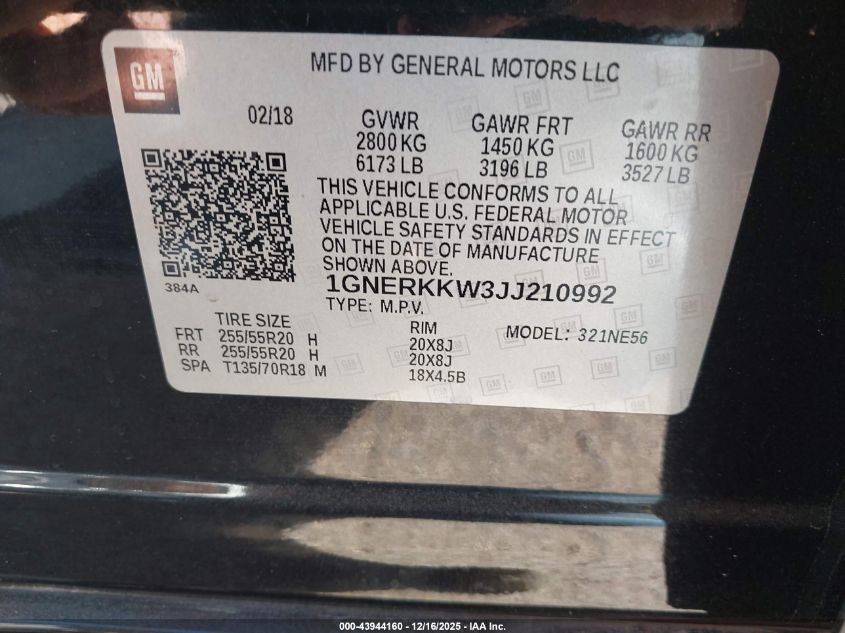 GM
MFD BY GENERAL MOTORS LLC
02/18 GVWR GAWR FRT GAWR RR
2800 KG 1450 KG 1600 KG
6173 LB 3196 LB 3527 LB
THIS VEHICLE CONFORMS TO ALL
APPLICABLE U.S. FEDERAL MOTOR
VEHICLE SAFETY STANDARDS IN EFFECT
ON THE DATE OF MANUFACTURE
SHOWN ABOVE.
384A
1GNERKKW3JJ210992
TYPE: M.P.V.
TIRE SIZE RIM MODEL: 321NE56
FRT 255/55R20 H 20X8J
RR 255/55R20 H 20X8J
SPA T135/70R18 M 18X4.5B
000-43944160 - 12/16/2025 - IAA Inc.